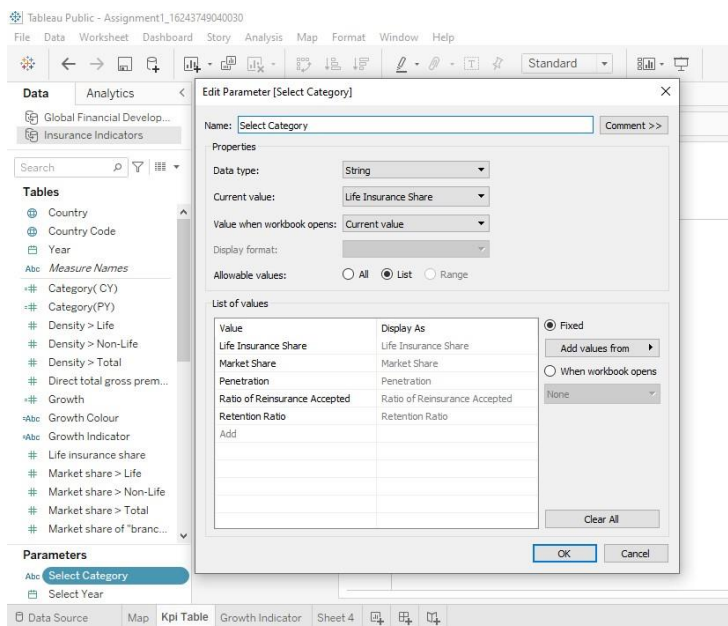 Tableau Public - Assignment1_16243749040030
File Data Worksheet Dashboard Story Analysis Map Format Window Help
Standard
Data Analytics
Global Financial Develop...
Insurance Indicators
Search
Tables
Country
Country Code
Year
Abc Measure Names
Category( CY)
Category(PY)
Density > Life
Density > Non-Life
Density > Total
Direct total gross prem...
Growth
Abc Growth Colour
Abc Growth Indicator
Life insurance share
Market share > Life
Market share > Non-Life
Market share > Total
Market share of "branc...
Parameters
Abc Select Category
Select Year
Edit Parameter [Select Category]
Name: Select Category Comment >>
Properties
Data type: String
Current value: Life Insurance Share
Value when workbook opens: Current value
Display format:
Allowable values: All List Range
List of values
Value Display As
Life Insurance Share Life Insurance Share
Market Share Market Share
Penetration Penetration
Ratio of Reinsurance Accepted Ratio of Reinsurance Accepted
Retention Ratio Retention Ratio
Add
Fixed
Add values from
When workbook opens
None
Clear All
OK Cancel
Data Source Map Kpi Table Growth Indicator Sheet 4